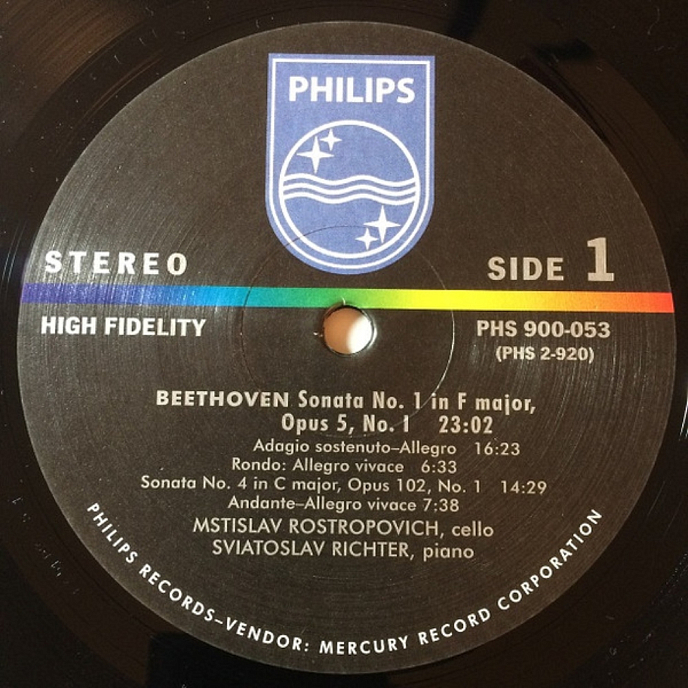 PHILIPS
STEREO
SIDE 1
HIGH FIDELITY
PHS 900-053
(PHS 2-920)
BEETHOVEN Sonata No. 1 in F major,
Opus 5, No. I 23:02
Adagio sostenuto–Allegro 16:23
Rondo: Allegro vivace 6:33
Sonata No. 4 in C major, Opus 102, No. 1 14:29
Andante–Allegro vivace 7:38
MSTISLAV ROSTROPOVICH, cello
SVIATOSLAV RICHTER, piano
PHILIPS RECORDS–VENDOR: MERCURY RECORD CORPORATION